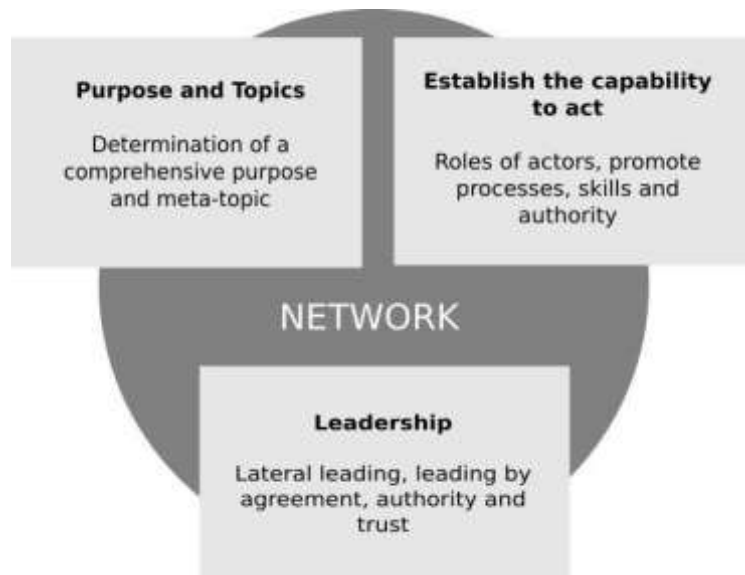 Purpose and Topics
Determination of a
comprehensive purpose
and meta-topic
Establish the capability
to act
Roles of actors, promote
processes, skills and
authority
NETWORK
Leadership
Lateral leading, leading by
agreement, authority and
trust